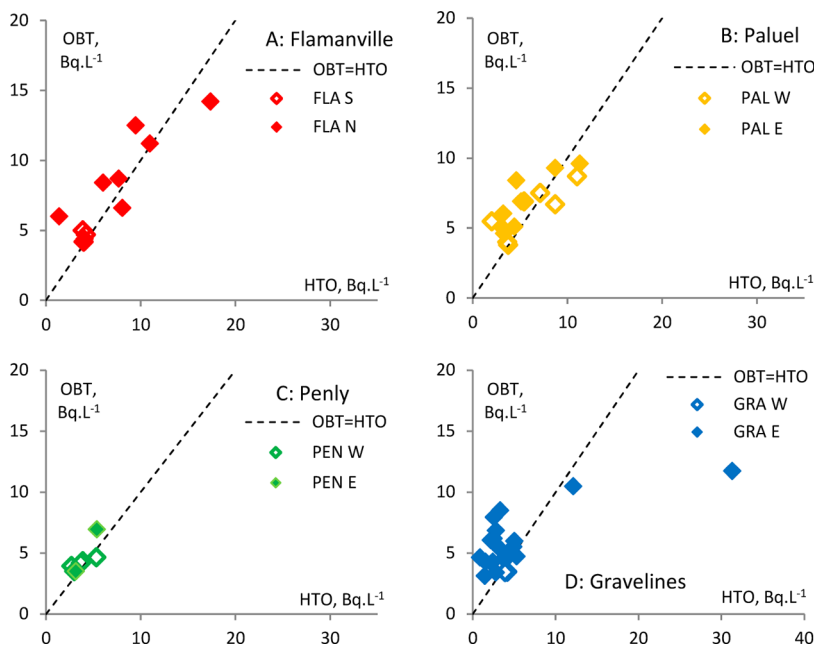 20
OBT,
Bq.L⁻¹
A: Flamanville
OBT=HTO
FLA S
FLA N
15
10
5
0
HTO, Bq.L⁻¹
0 10 20 30
20
OBT,
Bq.L⁻¹
B: Paluel
OBT=HTO
PAL W
PAL E
15
10
5
0
HTO, Bq.L⁻¹
0 10 20 30
20
OBT,
Bq.L⁻¹
C: Penly
OBT=HTO
PEN W
PEN E
15
10
5
0
HTO, Bq.L⁻¹
0 10 20 30
20
OBT,
Bq.L⁻¹
OBT=HTO
GRA W
GRA E
15
10
5
0
D: Gravelines
HTO, Bq.L⁻¹
0 10 20 30 40